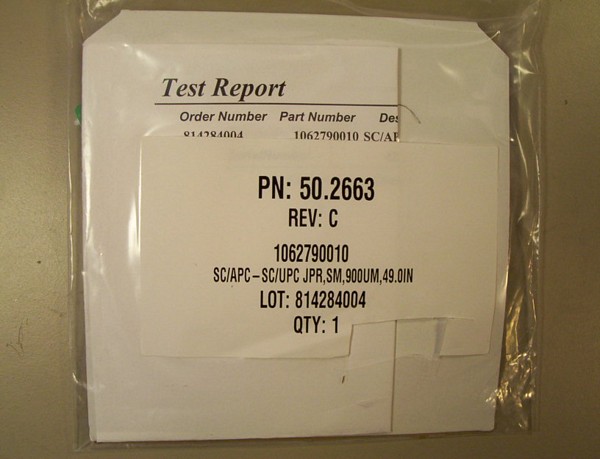 Test Report
Order Number Part Number Des
814284004 1062790010 SC/AP
PN: 50.2663
REV: C
1062790010
SC/APC-SC/UPC JPR,SM,900UM,49.0IN
LOT: 814284004
QTY: 1